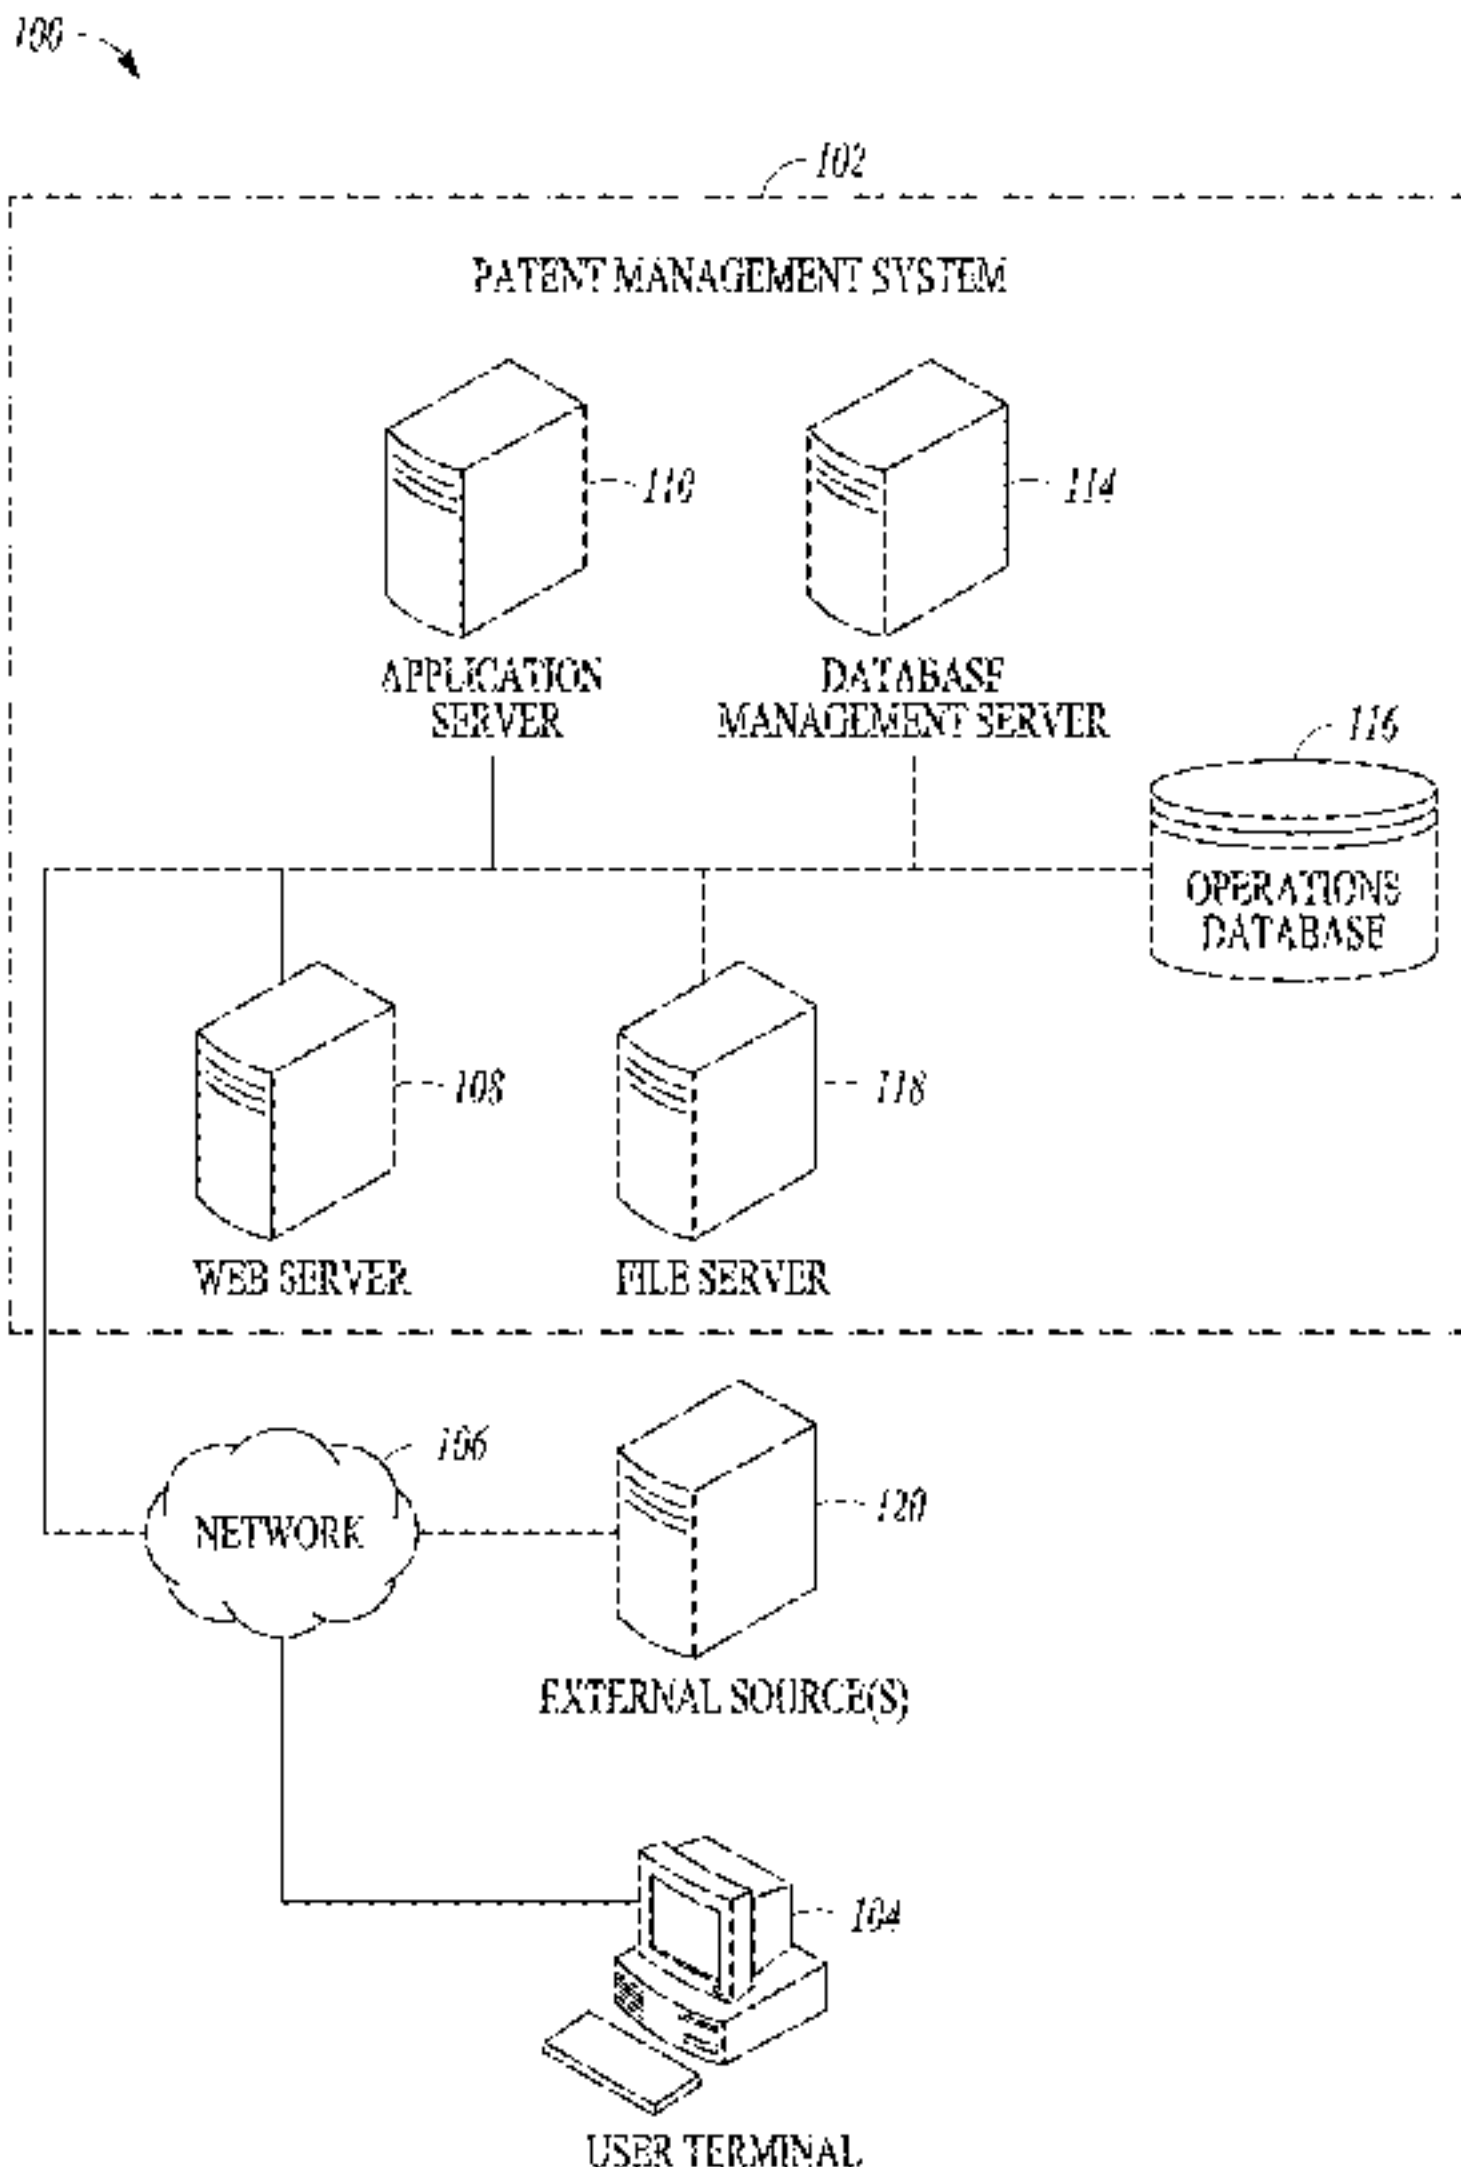 100
102
PATENT MANAGEMENT SYSTEM
110
114
APPLICATION
SERVER
DATABASE
MANAGEMENT SERVER
116
OPERATIONS
DATABASE
108
118
WEB SERVER
FILE SERVER
106
NETWORK
120
EXTERNAL SOURCE(S)
104
USER TERMINAL